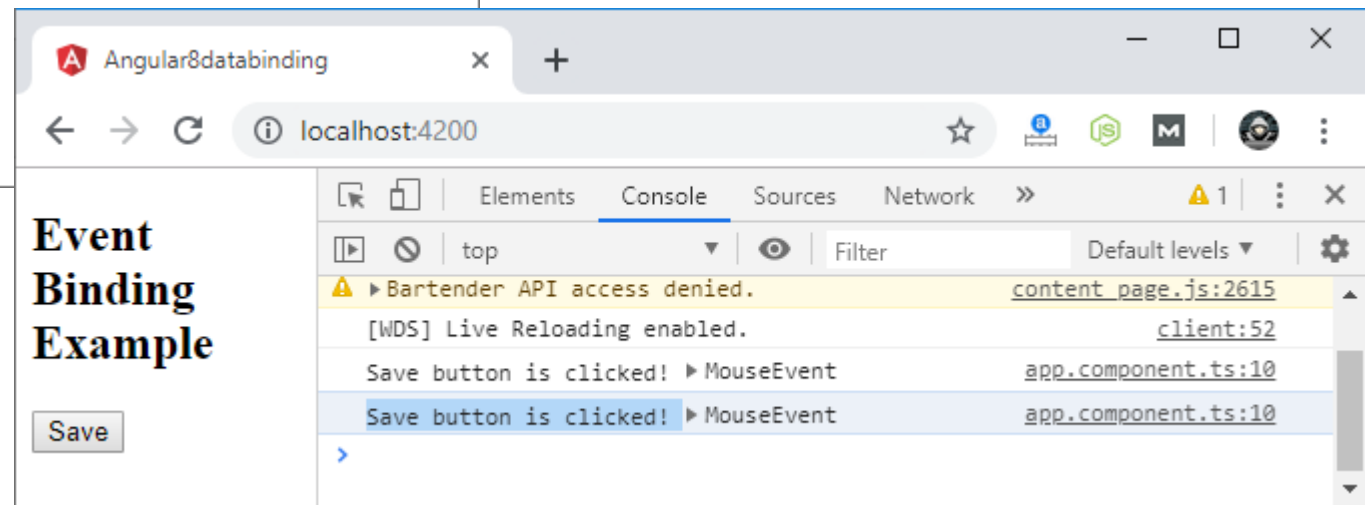 Angular8databinding
localhost:4200
Event
Binding
Example
Save
Elements Console Sources Network » 1
top Filter Default levels
Bartender API access denied. content_page.js:2615
[WDS] Live Reloading enabled. client:52
Save button is clicked! MouseEvent app.component.ts:10
Save button is clicked! MouseEvent app.component.ts:10